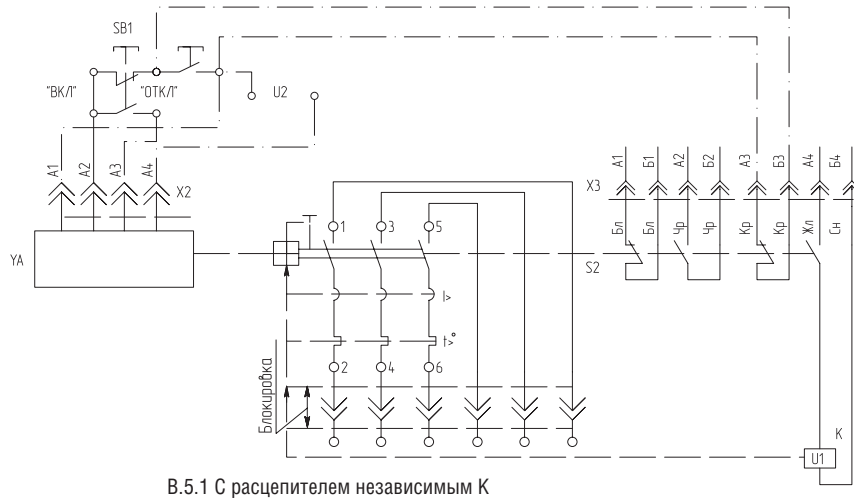 SB1
"ВКЛ" "ОТКЛ" U2
А1 А2 А3 А4 X2
YA
1 3 5
I>
t>°
2 4 6
Блокировка
А1 Б1 А2 Б2 А3 Б3 А4 Б4
X3
Бл Бл Чр Чр Кр Кр Жл Сн
S2
K
U1
В.5.1 С расцепителем независимым К